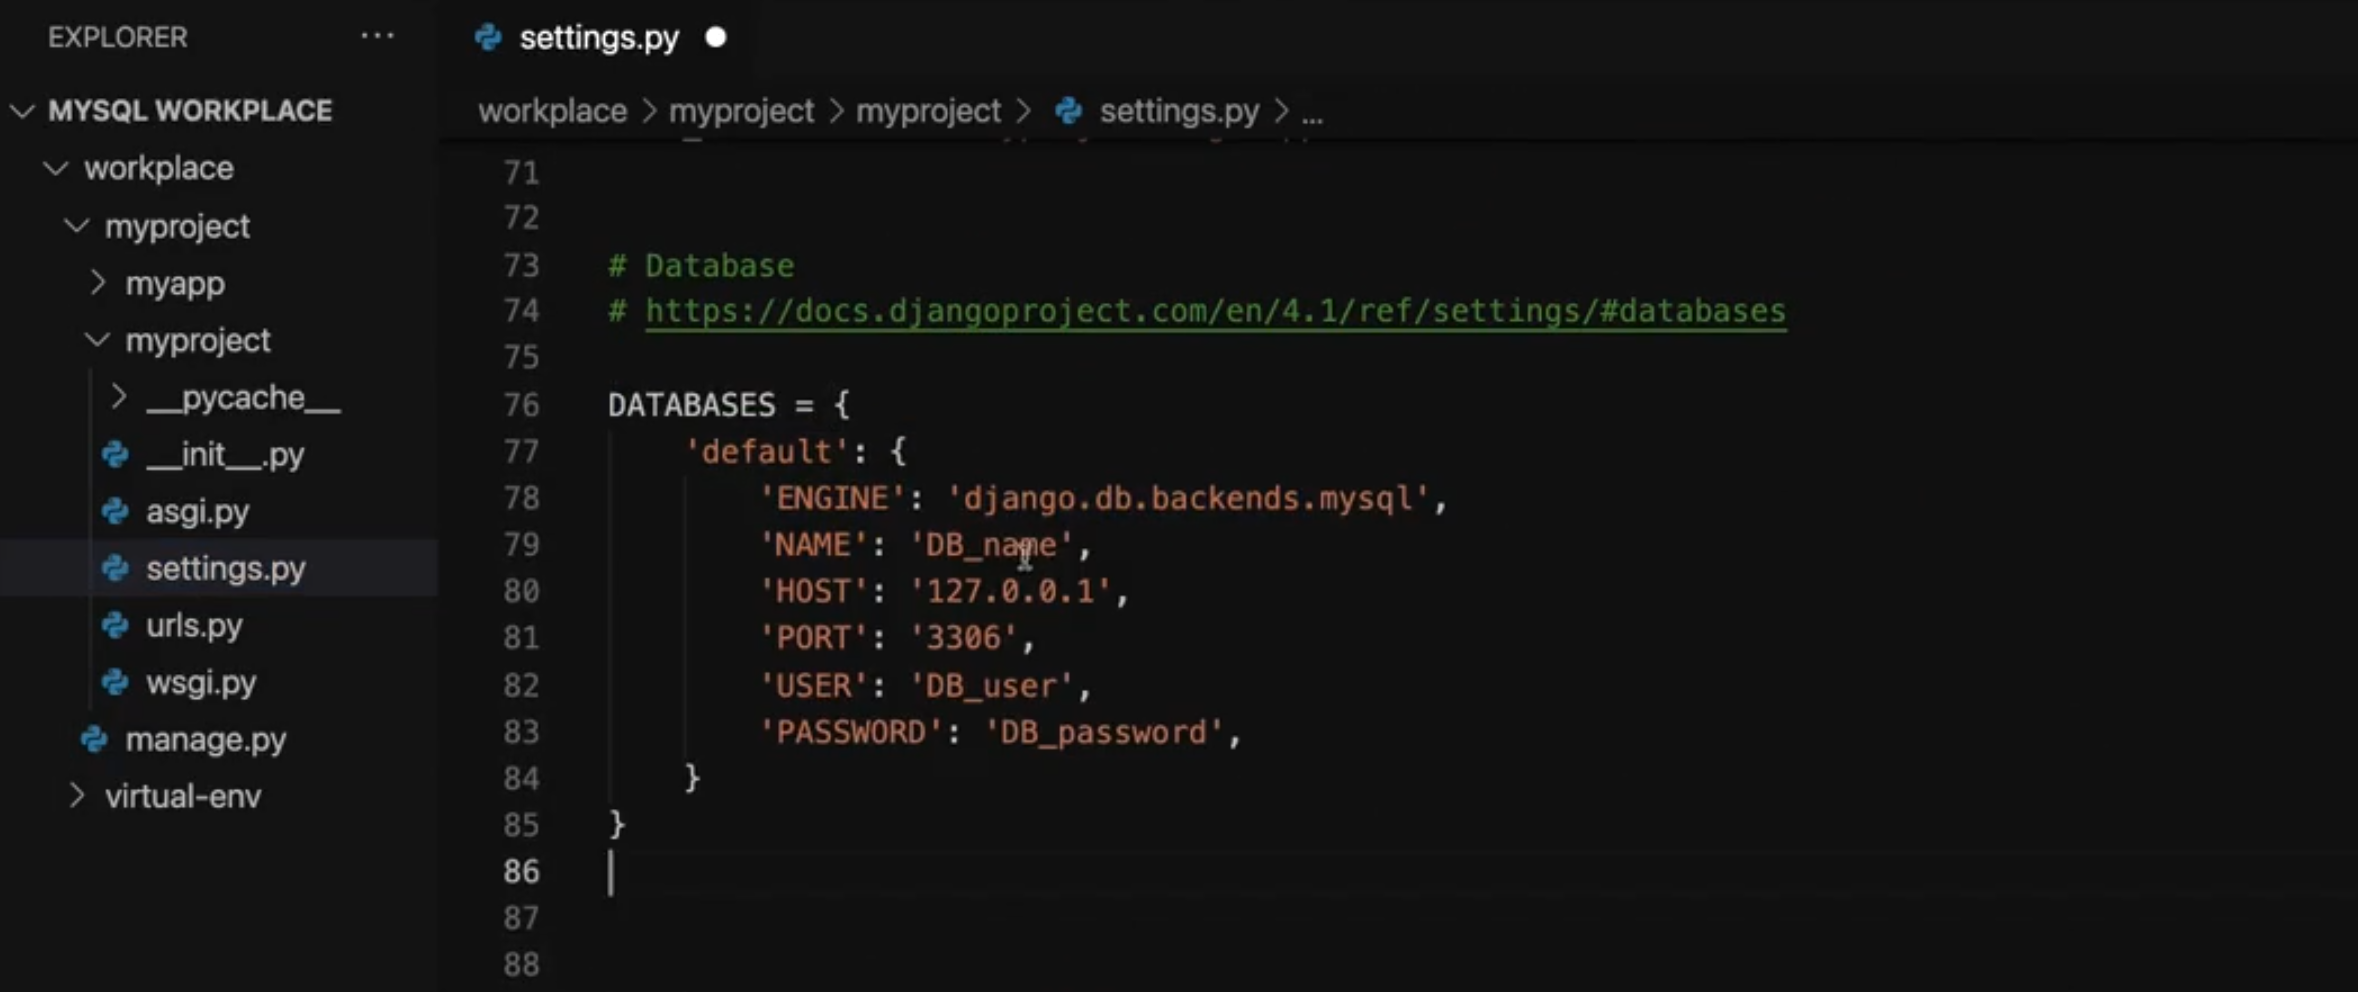 EXPLORER ...
MYSQL WORKPLACE
workplace
myproject
myapp
myproject
__pycache__
__init__.py
asgi.py
settings.py
urls.py
wsgi.py
manage.py
virtual-env
settings.py
workplace > myproject > myproject > settings.py > ...
71
72
73 # Database
74 # https://docs.djangoproject.com/en/4.1/ref/settings/#databases
75
76 DATABASES = {
77 'default': {
78 'ENGINE': 'django.db.backends.mysql',
79 'NAME': 'DB_name',
80 'HOST': '127.0.0.1',
81 'PORT': '3306',
82 'USER': 'DB_user',
83 'PASSWORD': 'DB_password',
84 }
85 }
86
87
88